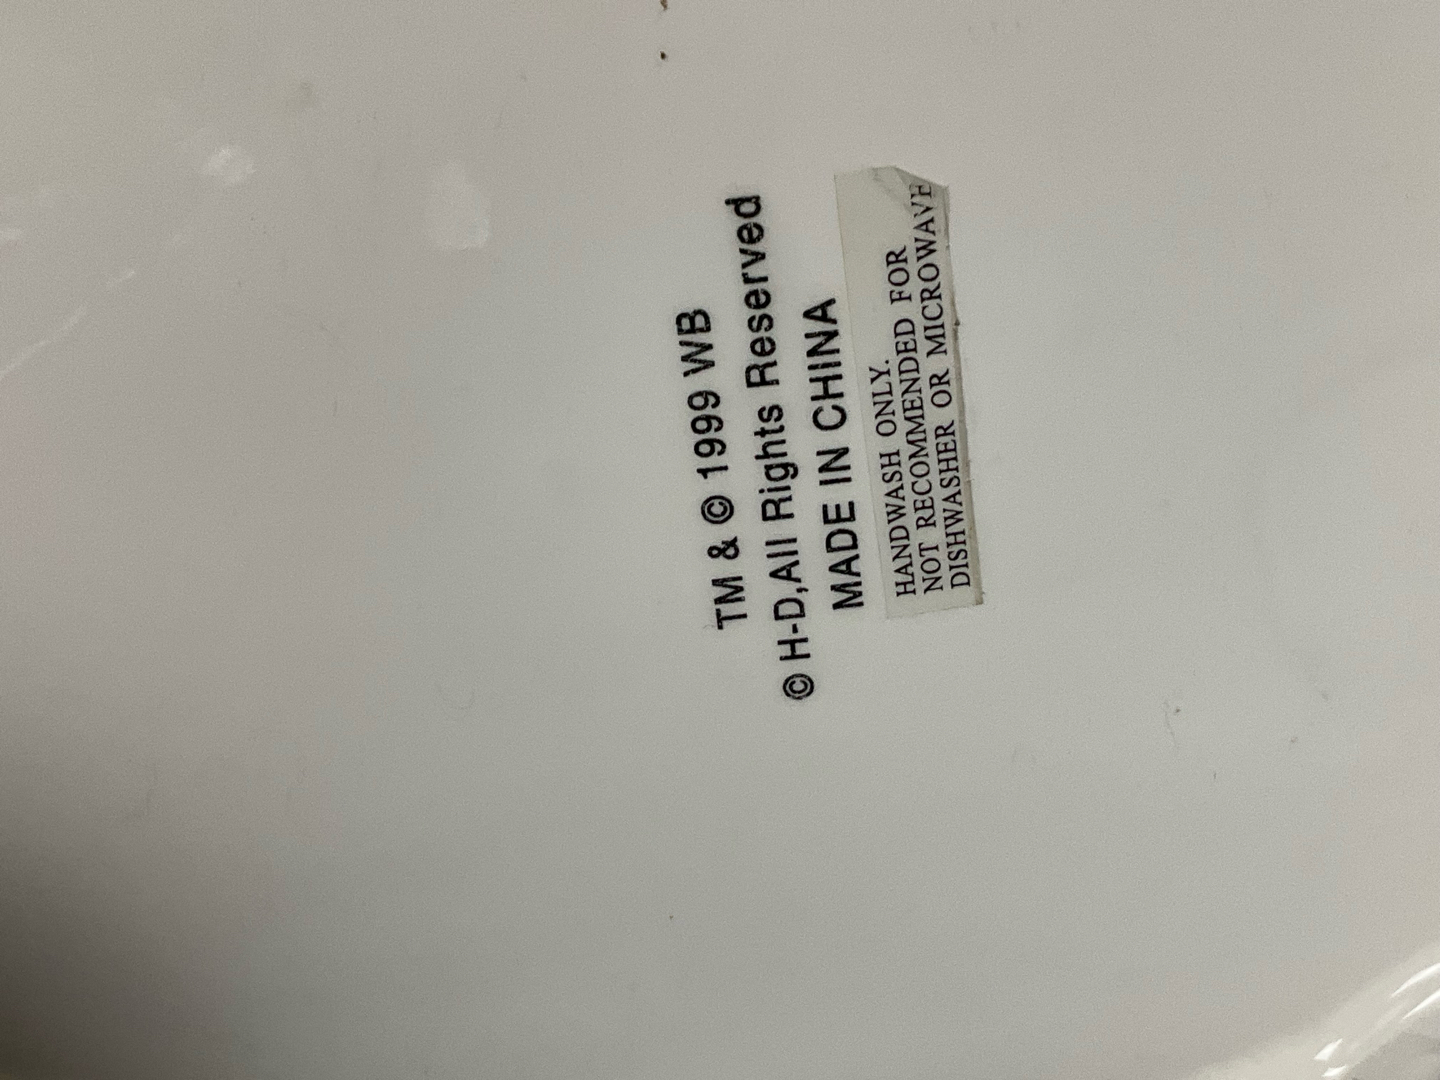 TM & © 1999 WB
© H-D,All Rights Reserved
MADE IN CHINA
HANDWASH ONLY.
NOT RECOMMENDED FOR
DISHWASHER OR MICROWAVE